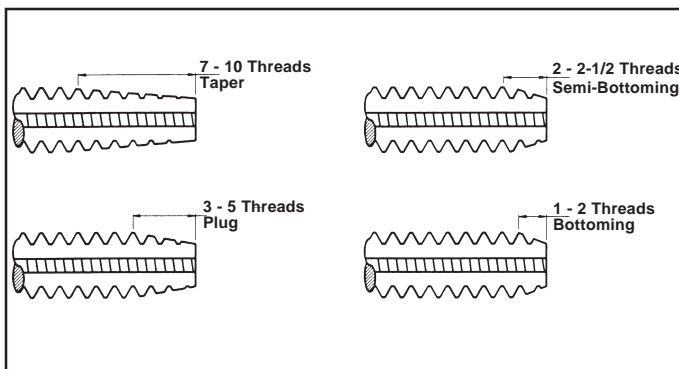 7 - 10 Threads
Taper
2 - 2-1/2 Threads
Semi-Bottoming
3 - 5 Threads
Plug
1 - 2 Threads
Bottoming